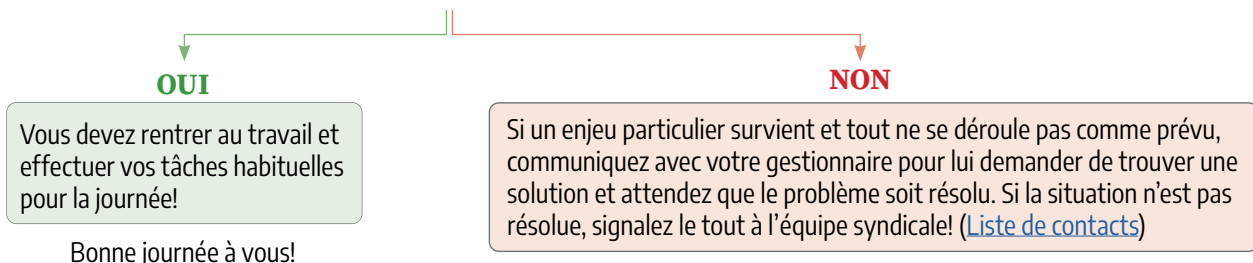 OUI
Vous devez rentrer au travail et
effectuer vos tâches habituelles
pour la journée!
Bonne journée à vous!
NON
Si un enjeu particulier survient et tout ne se déroule pas comme prévu,
communiquez avec votre gestionnaire pour lui demander de trouver une
solution et attendez que le problème soit résolu. Si la situation n’est pas
résolue, signalez le tout à l’équipe syndicale! (Liste de contacts)